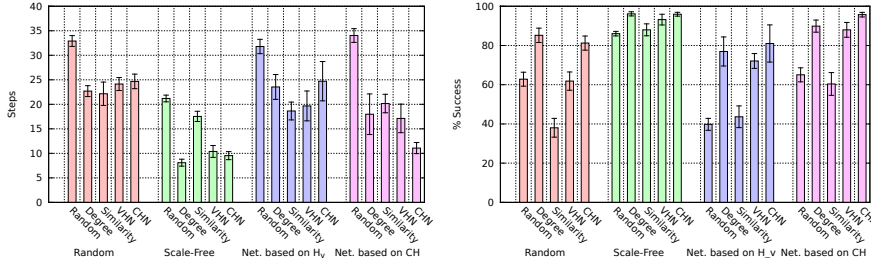 40
35
30
25
20
15
10
5
0
Steps
Random Degree Similarity VHN CHN Random Degree Similarity VHN CHN Random Degree Similarity VHN CHN Random Degree Similarity VHN CHN
Random Scale-Free Net. based on Hᵥ Net. based on CH
100
80
60
40
20
0
% Success
Random Degree Similarity VHN CHN Random Degree Similarity VHN CHN Random Degree Similarity VHN CHN Random Degree Similarity VHN CHN
Random Scale-Free Net. based on H_v Net. based on CH